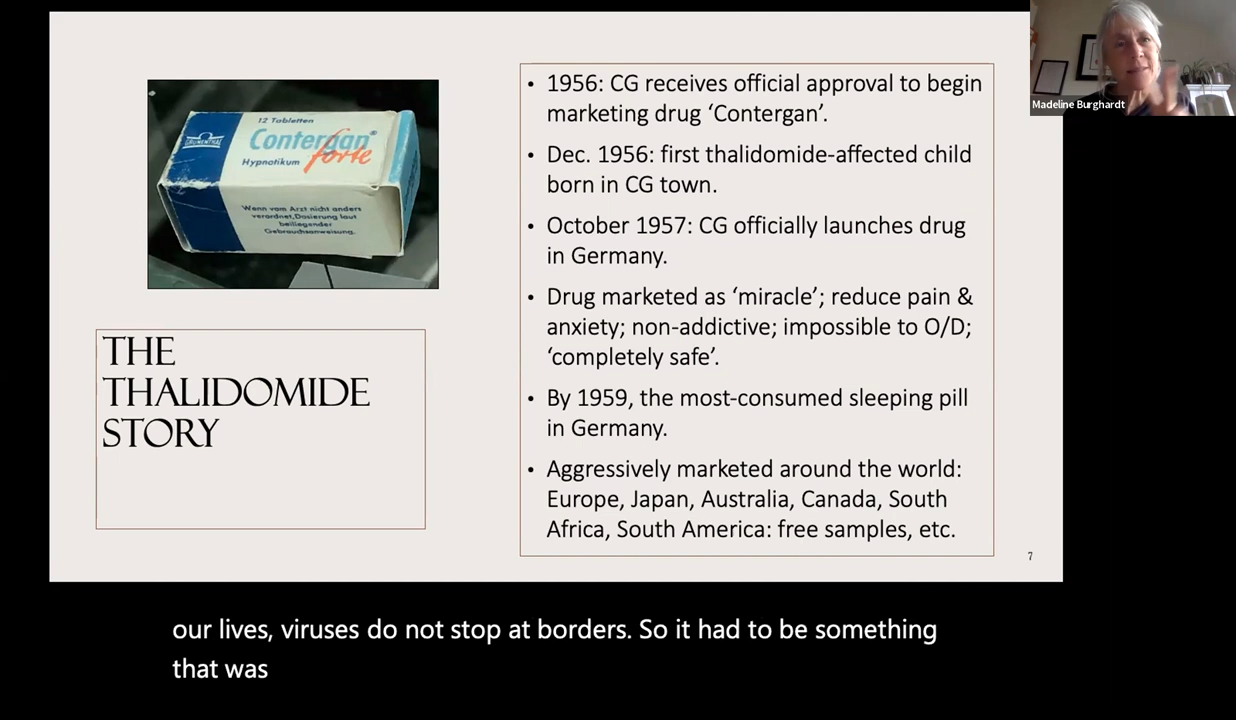 12 Tabletten
Contergan®
forte
GRÜNENTHAL
Hypnotikum
Wenn vom Arzt nicht anders
verordnet, Dosierung laut
beiliegender
Gebrauchsanweisung.
THE
THALIDOMIDE
STORY
• 1956: CG receives official approval to begin
marketing drug ‘Contergan’.
• Dec. 1956: first thalidomide-affected child
born in CG town.
• October 1957: CG officially launches drug
in Germany.
• Drug marketed as ‘miracle’; reduce pain &
anxiety; non-addictive; impossible to O/D;
‘completely safe’.
• By 1959, the most-consumed sleeping pill
in Germany.
• Aggressively marketed around the world:
Europe, Japan, Australia, Canada, South
Africa, South America: free samples, etc.
7
Madeline Burghardt
our lives, viruses do not stop at borders. So it had to be something
that was